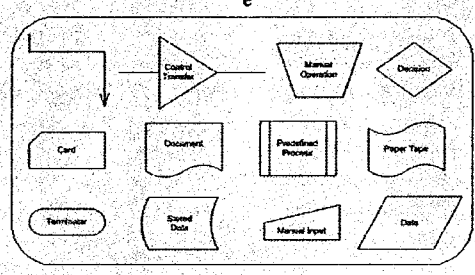 e
Control
Transfer
Manual
Operation
Decision
Card
Document
Predefined
Process
Paper Tape
Terminator
Stored
Data
Manual Input
Data